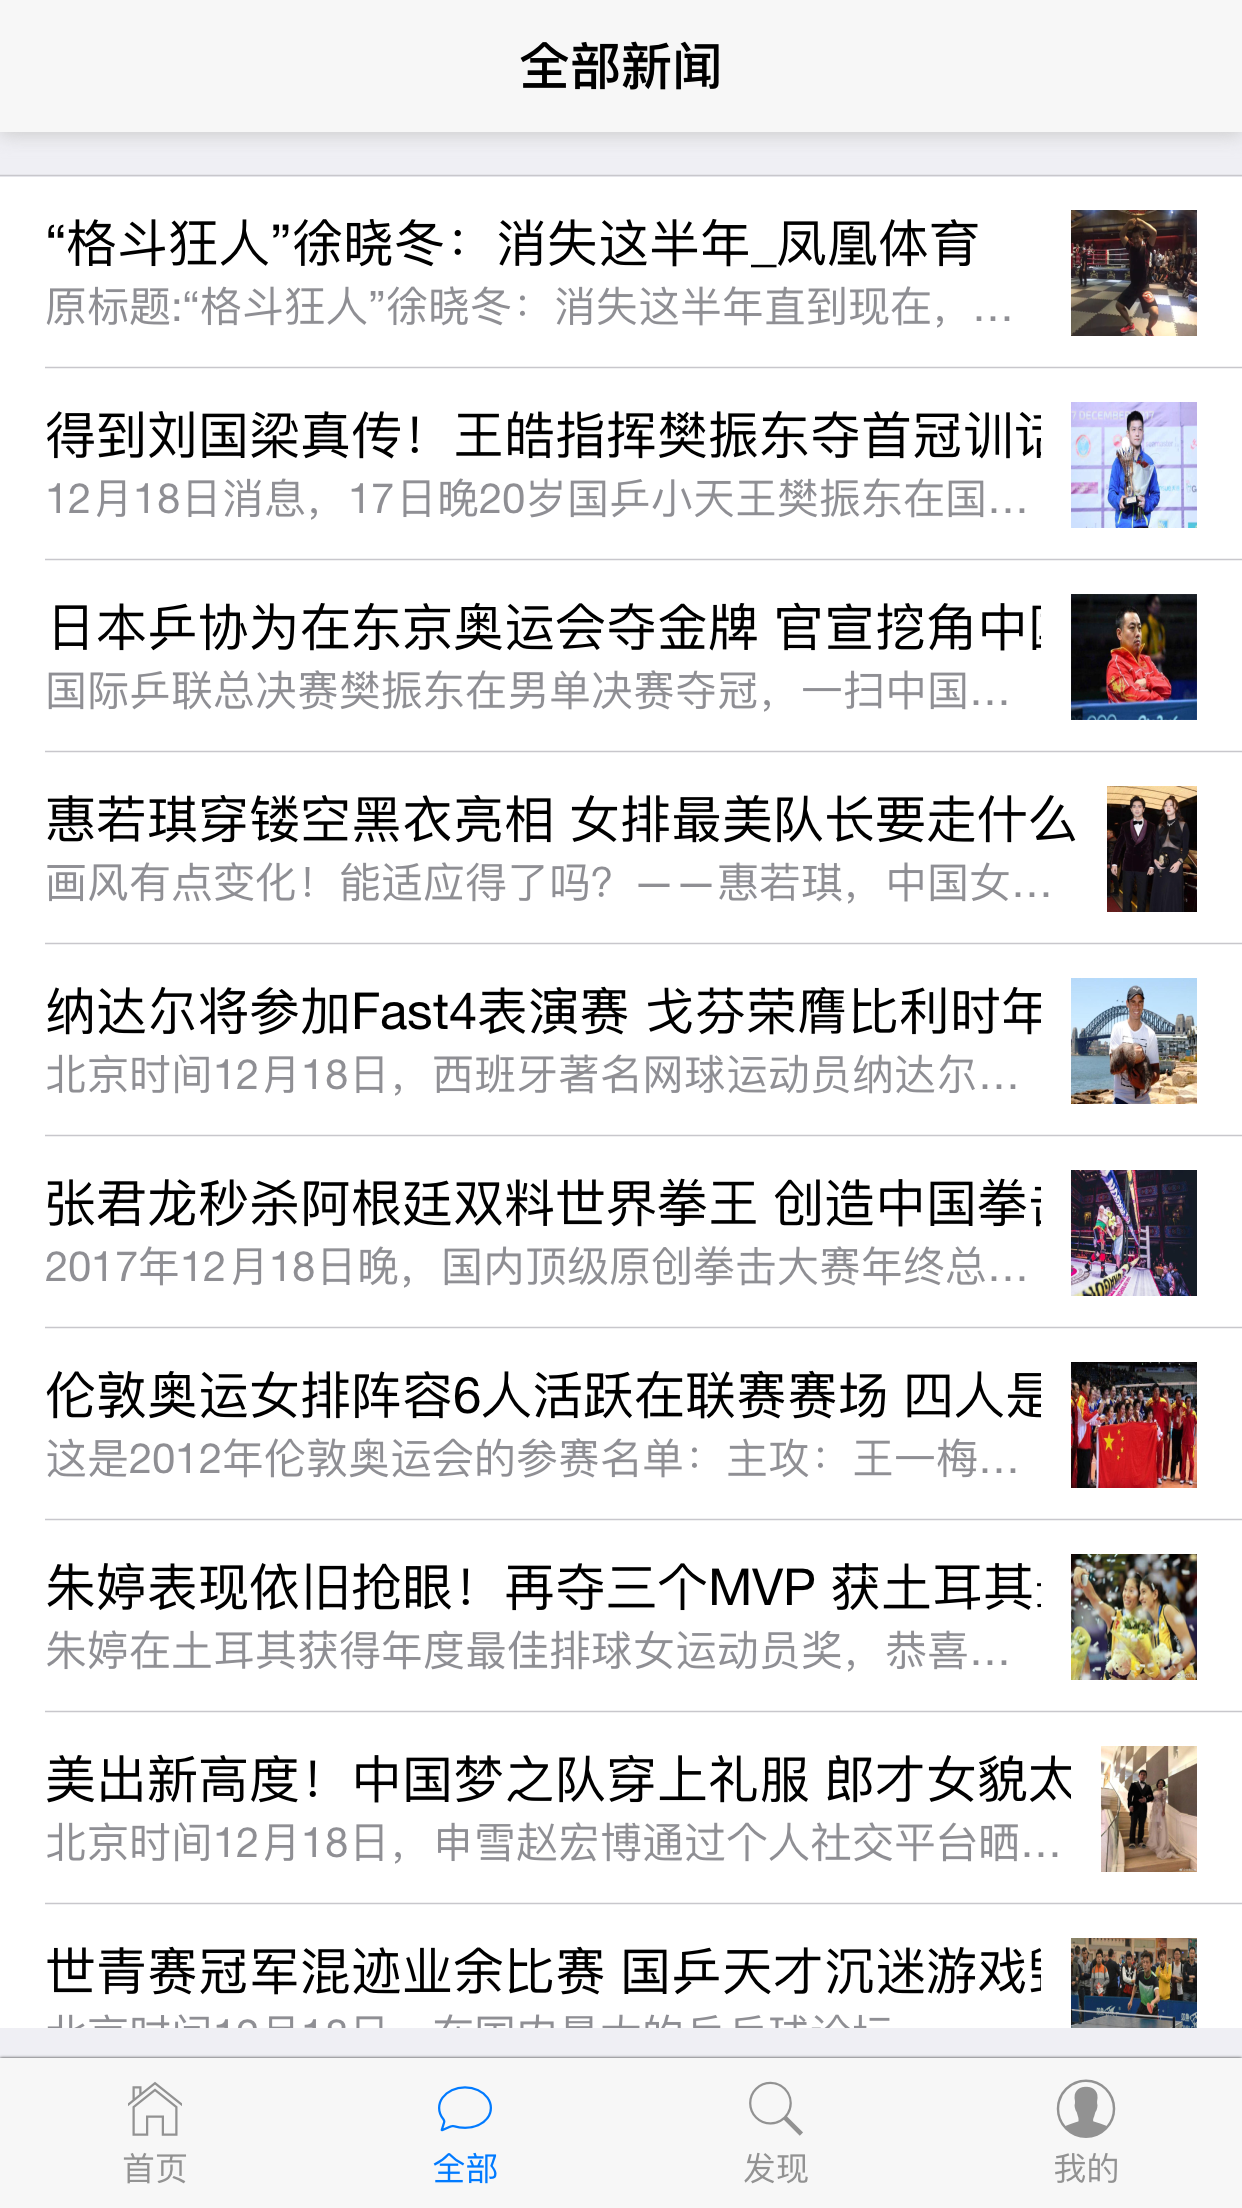 全部新闻
“格斗狂人”徐晓冬：消失这半年_凤凰体育
原标题:“格斗狂人”徐晓冬：消失这半年直到现在，…
得到刘国梁真传！王皓指挥樊振东夺首冠训
12月18日消息，17日晚20岁国乒小天王樊振东在国…
日本乒协为在东京奥运会夺金牌 官宣挖角中
国际乒联总决赛樊振东在男单决赛夺冠，一扫中国…
惠若琪穿镂空黑衣亮相 女排最美队长要走什么
画风有点变化！能适应得了吗？——惠若琪，中国女…
纳达尔将参加Fast4表演赛 戈芬荣膺比利时年
北京时间12月18日，西班牙著名网球运动员纳达尔…
张君龙秒杀阿根廷双料世界拳王 创造中国拳
2017年12月18日晚，国内顶级原创拳击大赛年终总…
伦敦奥运女排阵容6人活跃在联赛赛场 四人是
这是2012年伦敦奥运会的参赛名单：主攻：王一梅…
朱婷表现依旧抢眼！再夺三个MVP 获土耳其
朱婷在土耳其获得年度最佳排球女运动员奖，恭喜…
美出新高度！中国梦之队穿上礼服 郎才女貌太
北京时间12月18日，申雪赵宏博通过个人社交平台晒…
世青赛冠军混迹业余比赛 国乒天才沉迷游戏
北京时间12月18日，在国内最大的乒乓球论坛
首页
全部
发现
我的